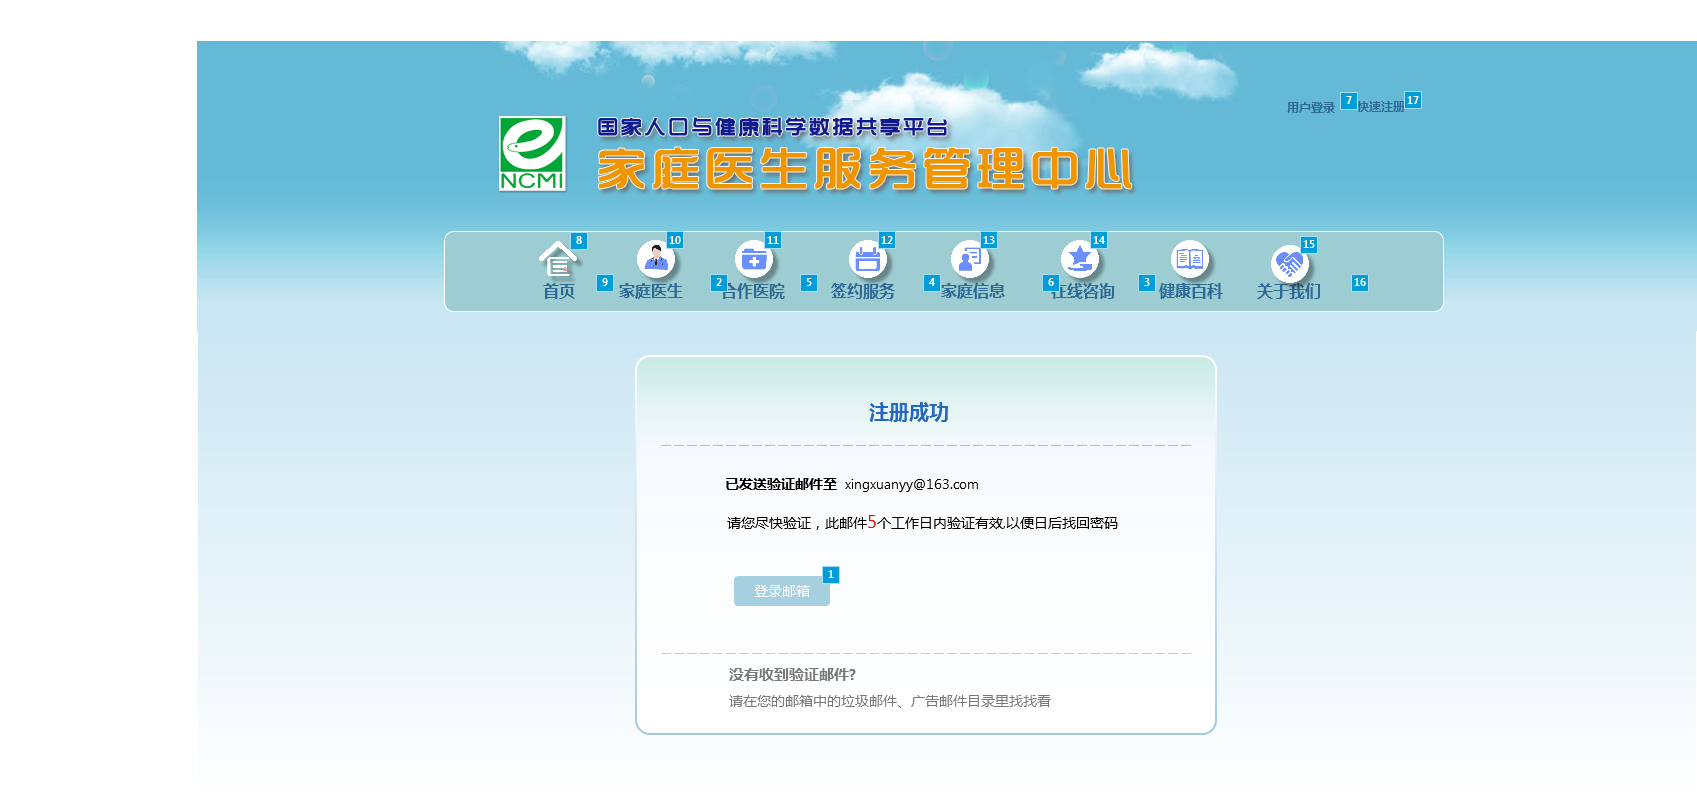 用户登录 7 快速注册 17
国家人口与健康科学数据共享平台
家庭医生服务管理中心
NCMI
8 10 11 12 13 14 15
首页 9 家庭医生 2 合作医院 5 签约服务 4 家庭信息 6 在线咨询 3 健康百科 关于我们 16
注册成功
已发送验证邮件至 xingxuanyy@163.com
请您尽快验证，此邮件5个工作日内验证有效,以便日后找回密码
1
登录邮箱
没有收到验证邮件?
请在您的邮箱中的垃圾邮件、广告邮件目录里找找看